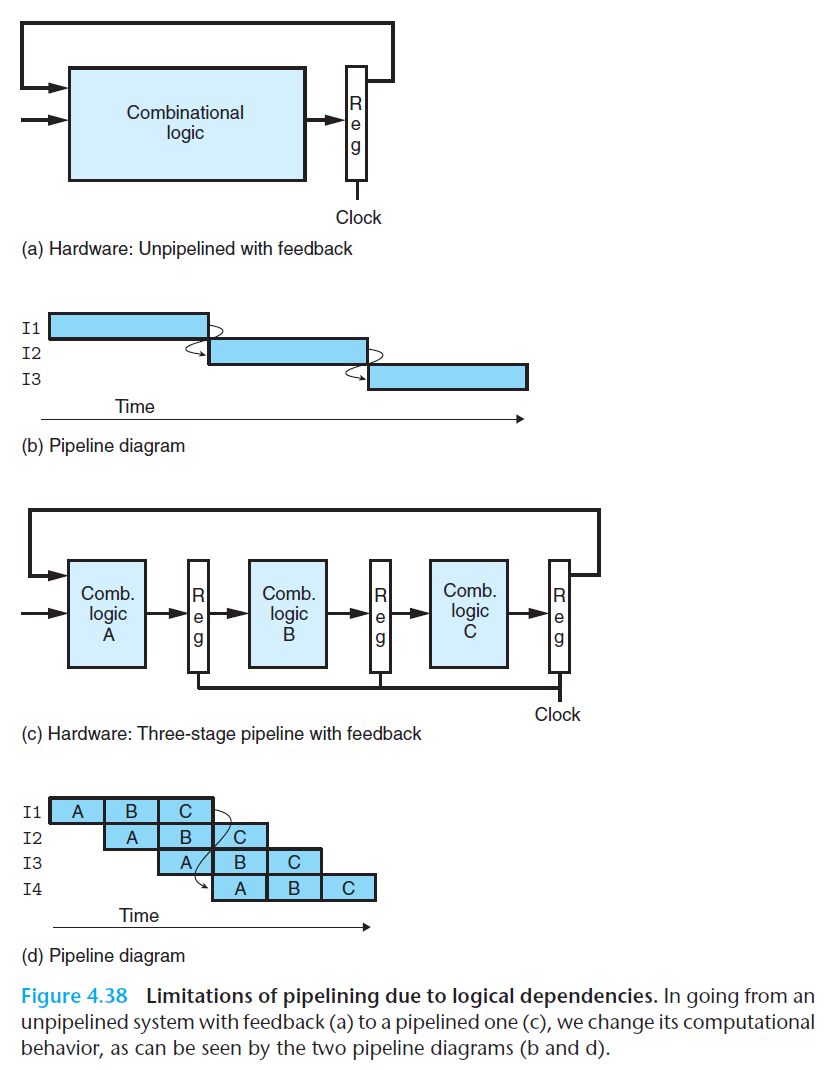 Combinational
logic
R
e
g
Clock
(a) Hardware: Unpipelined with feedback
I1
I2
I3
Time
(b) Pipeline diagram
Comb.
logic
A
R
e
g
Comb.
logic
B
R
e
g
Comb.
logic
C
R
e
g
Clock
(c) Hardware: Three-stage pipeline with feedback
I1 A B C
I2 A B C
I3 A B C
I4 A B C
Time
(d) Pipeline diagram
Figure 4.38 Limitations of pipelining due to logical dependencies. In going from an
unpipelined system with feedback (a) to a pipelined one (c), we change its computational
behavior, as can be seen by the two pipeline diagrams (b and d).